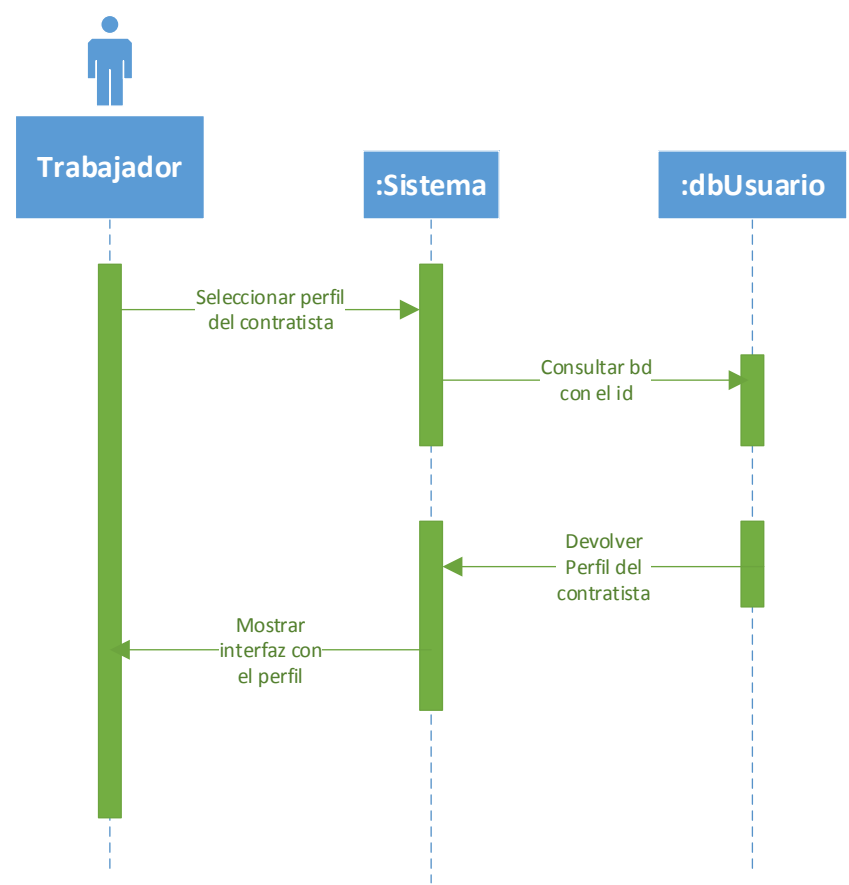 Trabajador
:Sistema
:dbUsuario
Seleccionar perfil
del contratista
Consultar bd
con el id
Devolver
Perfil del
contratista
Mostrar
interfaz con
el perfil